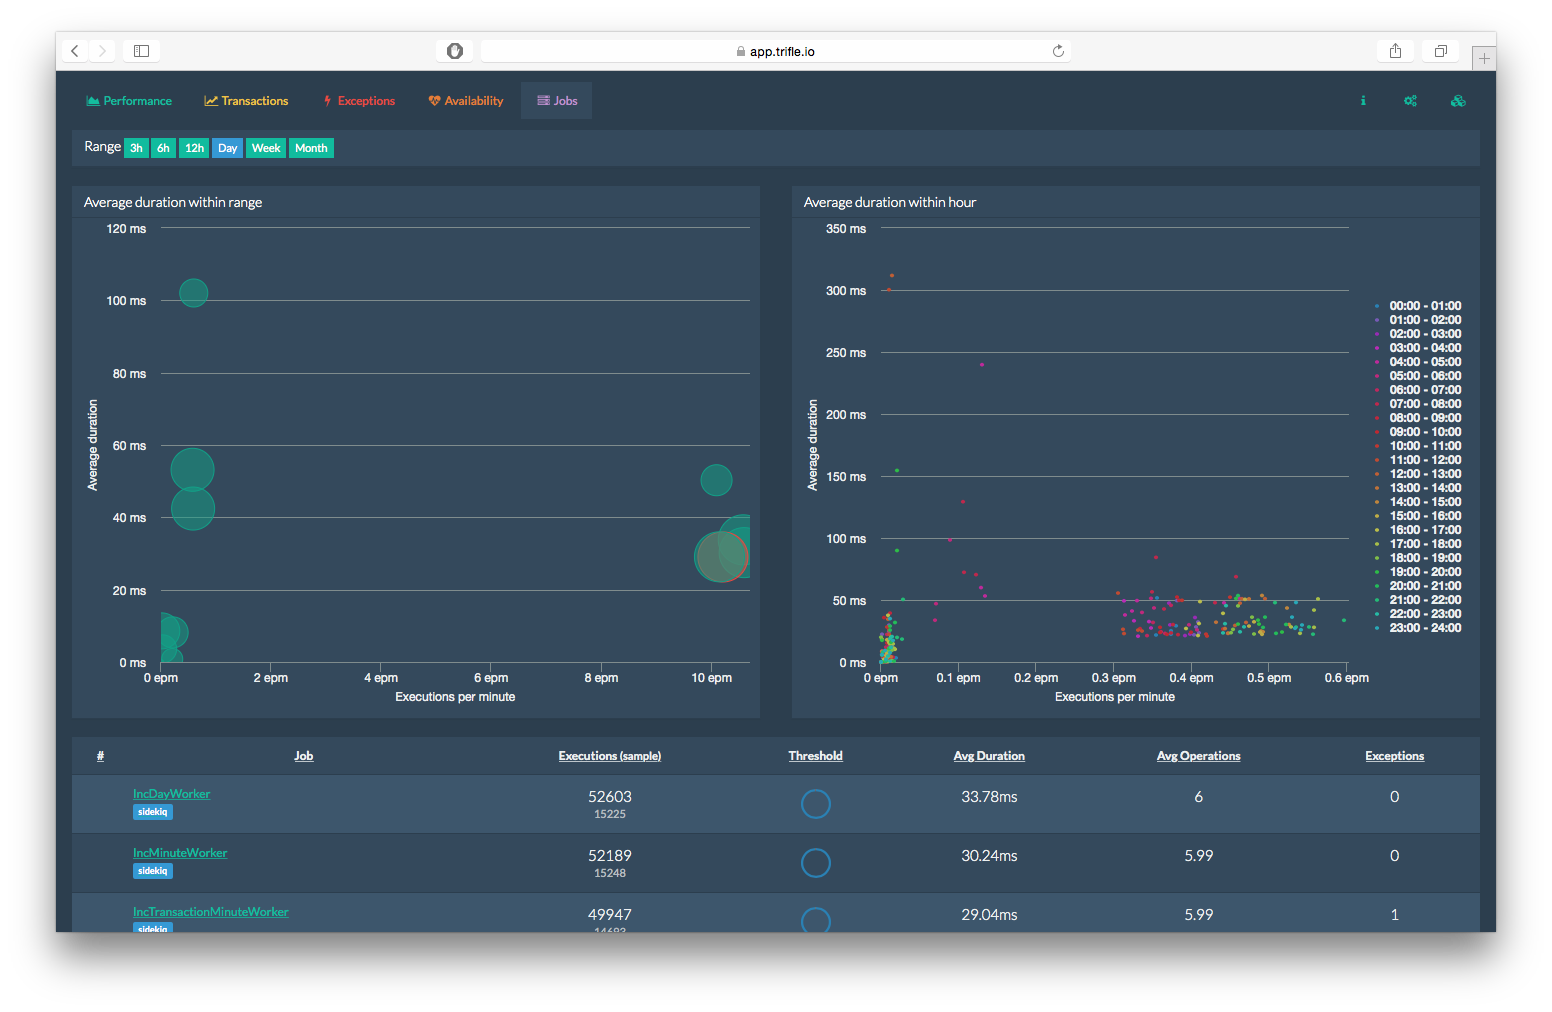 app.trifle.io
Performance Transactions Exceptions Availability Jobs
Range 3h 6h 12h Day Week Month
Average duration within range
120 ms
100 ms
80 ms
60 ms
40 ms
20 ms
0 ms
Average duration
0 epm 2 epm 4 epm 6 epm 8 epm 10 epm
Executions per minute
Average duration within hour
350 ms
300 ms
250 ms
200 ms
150 ms
100 ms
50 ms
0 ms
Average duration
0 epm 0.1 epm 0.2 epm 0.3 epm 0.4 epm 0.5 epm 0.6 epm
Executions per minute
00:00 - 01:00
01:00 - 02:00
02:00 - 03:00
03:00 - 04:00
04:00 - 05:00
05:00 - 06:00
06:00 - 07:00
07:00 - 08:00
08:00 - 09:00
09:00 - 10:00
10:00 - 11:00
11:00 - 12:00
12:00 - 13:00
13:00 - 14:00
14:00 - 15:00
15:00 - 16:00
16:00 - 17:00
17:00 - 18:00
18:00 - 19:00
19:00 - 20:00
20:00 - 21:00
21:00 - 22:00
22:00 - 23:00
23:00 - 24:00
# Job Executions (sample) Threshold Avg Duration Avg Operations Exceptions
IncDayWorker 52603 33.78ms 6 0
sidekiq 15225
IncMinuteWorker 52189 30.24ms 5.99 0
sidekiq 15248
IncTransactionMinuteWorker 49947 29.04ms 5.99 1
sidekiq